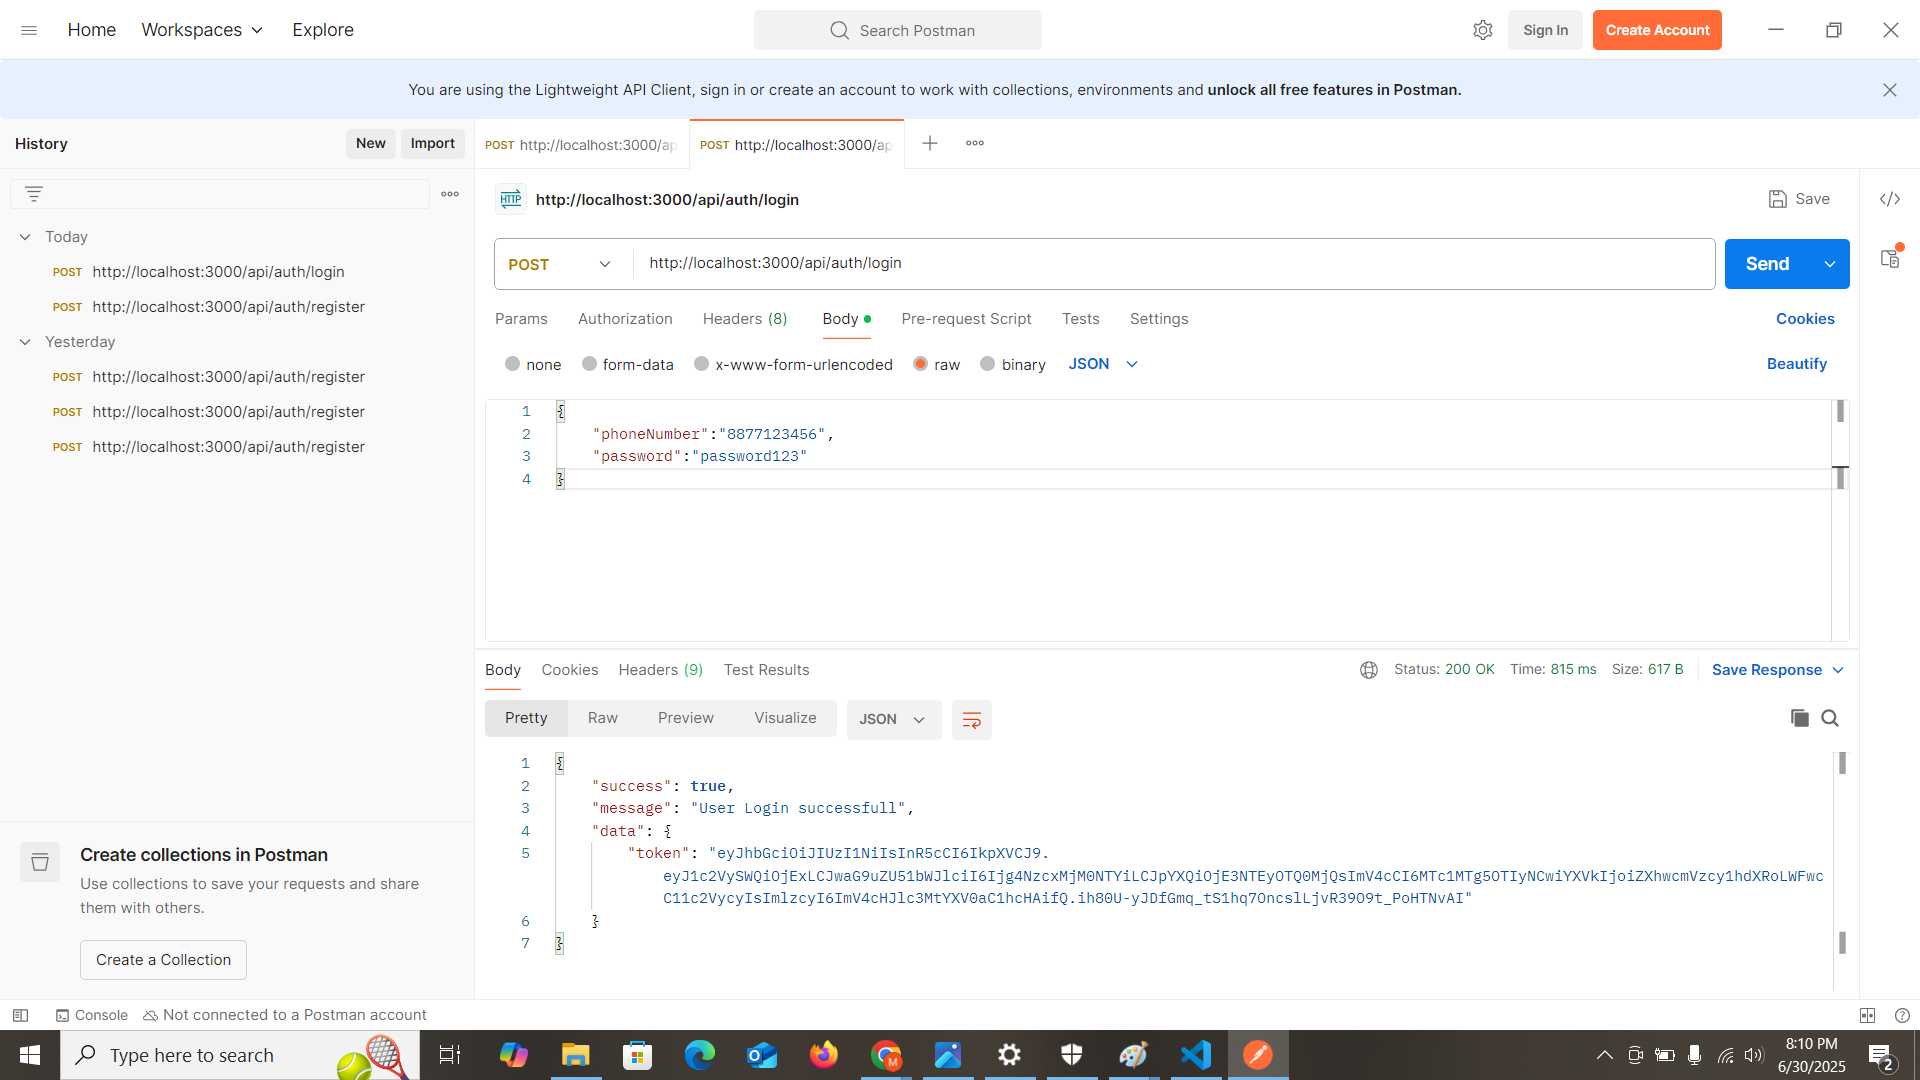 Home Workspaces Explore
Search Postman
Sign In Create Account
You are using the Lightweight API Client, sign in or create an account to work with collections, environments and unlock all free features in Postman.
History New Import
POST http://localhost:3000/ap POST http://localhost:3000/ap
HTTP http://localhost:3000/api/auth/login Save
Today
POST http://localhost:3000/api/auth/login
POST http://localhost:3000/api/auth/register
Yesterday
POST http://localhost:3000/api/auth/register
POST http://localhost:3000/api/auth/register
POST http://localhost:3000/api/auth/register
POST http://localhost:3000/api/auth/login Send
Params Authorization Headers (8) Body Pre-request Script Tests Settings Cookies
none form-data x-www-form-urlencoded raw binary JSON Beautify
1 {
2 "phoneNumber":"8877123456",
3 "password":"password123"
4 }
Body Cookies Headers (9) Test Results Status: 200 OK Time: 815 ms Size: 617 B Save Response
Pretty Raw Preview Visualize JSON
1 {
2 "success": true,
3 "message": "User Login successfull",
4 "data": {
5 "token": "eyJhbGciOiJIUzI1NiIsInR5cCI6IkpXVCJ9.
eyJ1c2VySWQiOjExLCJwaG9uZU51bWJlciI6Ijg4NzcxMjM0NTYiLCJpYXQiOjE3NTEyOTQ0MjQsImV4cCI6MTc1MTg5OTIyNCwiYXVkIjoiZXhwcmVzcy1hdXRoLWFwc
C11c2VycyIsImlzcyI6ImV4cHJlc3MtYXV0aC1hcHAifQ.ih80U-yJDfGmq_tS1hq7OncslLjvR39O9t_PoHTNvAI"
6 }
7 }
Create collections in Postman
Use collections to save your requests and share
them with others.
Create a Collection
Console Not connected to a Postman account
Type here to search
8:10 PM
6/30/2025
2